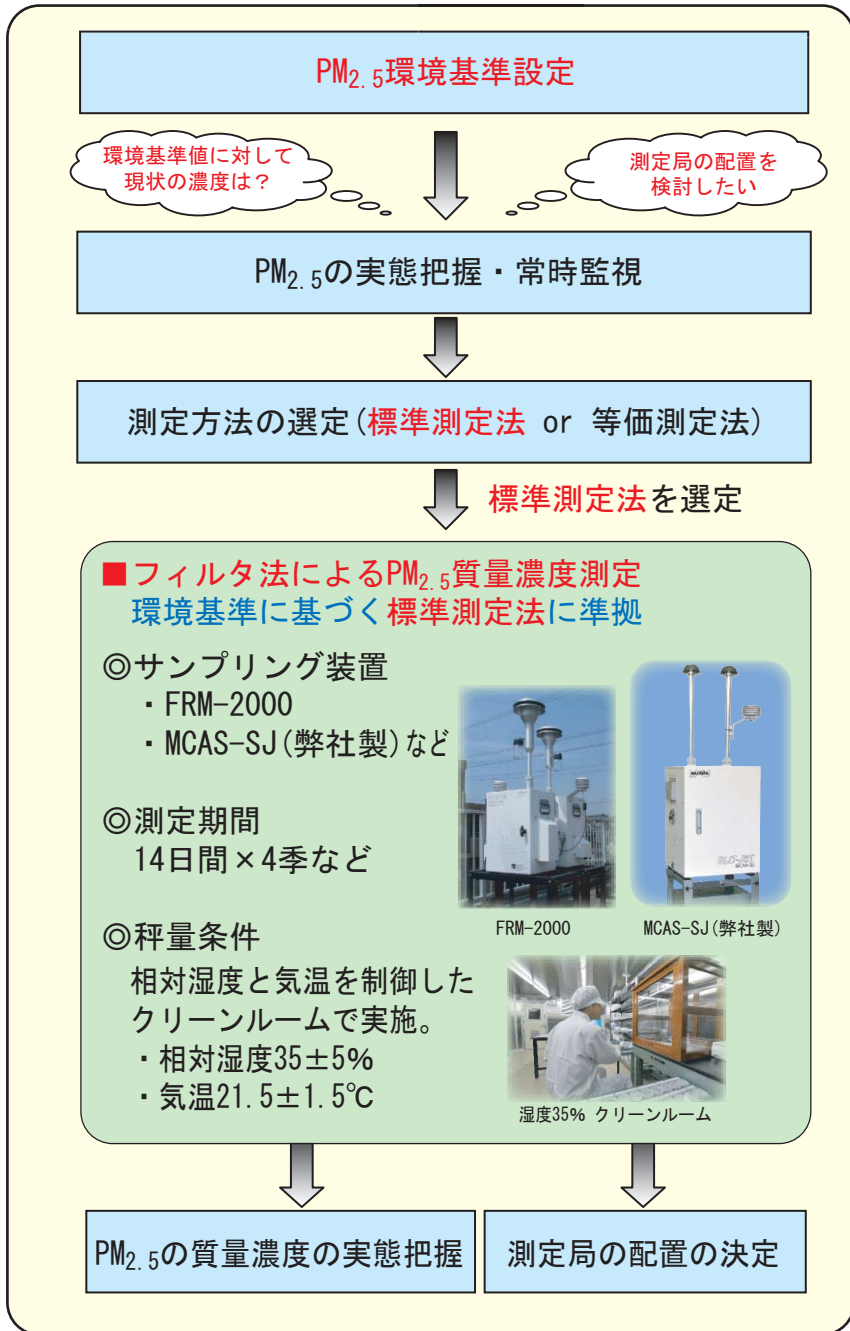 PM2.5環境基準設定
環境基準値に対して
現状の濃度は?
測定局の配置を
検討したい
PM2.5の実態把握・常時監視
測定方法の選定(標準測定法 or 等価測定法)
標準測定法を選定
■フィルタ法によるPM2.5質量濃度測定
環境基準に基づく標準測定法に準拠
◎サンプリング装置
・FRM-2000
・MCAS-SJ(弊社製)など
◎測定期間
14日間×4季など
FRM-2000
MCAS-SJ(弊社製)
◎秤量条件
相対湿度と気温を制御した
クリーンルームで実施。
・相対湿度35±5%
・気温21.5±1.5℃
湿度35% クリーンルーム
PM2.5の質量濃度の実態把握
測定局の配置の決定